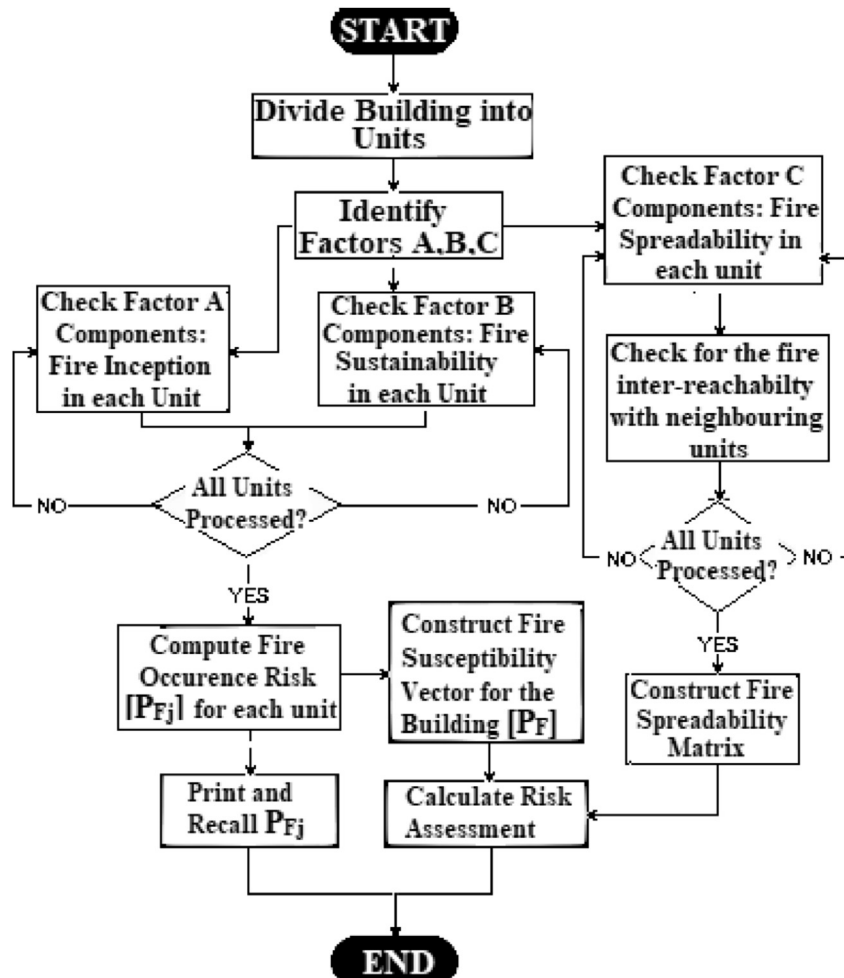 START
Divide Building into
Units
Identify
Factors A,B,C
Check Factor C
Components: Fire
Spreadability in
each unit
Check Factor A
Components:
Fire Inception
in each Unit
Check Factor B
Components: Fire
Sustainability
in each Unit
Check for the fire
inter-reachabilty
with neighbouring
units
All Units
Processed?
NO
NO
All Units
Processed?
NO
NO
YES
YES
Compute Fire
Occurence Risk
[PFj] for each unit
Construct Fire
Susceptibility
Vector for the
Building [PF]
Construct Fire
Spreadability
Matrix
Print and
Recall PFj
Calculate Risk
Assessment
END